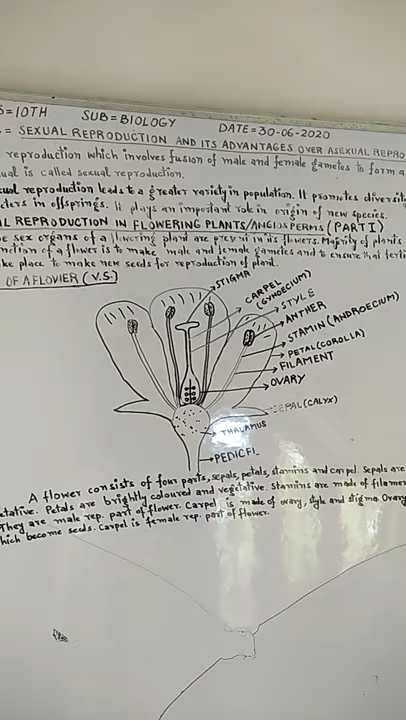 S=10TH SUB=BIOLOGY DATE=30-06-2020
= SEXUAL REPRODUCTION AND ITS ADVANTAGES OVER ASEXUAL REPRO
reproduction which involves fusion of male and female gametes to form a
ual is called sexual reproduction.
xual reproduction leads to a greater variety in population. It promotes diversity
cters in offsprings. It plays an important role in origin of new species.
AL REPRODUCTION IN FLOWERING PLANTS/ANGIOSPERMS (PART I)
he sex organs of a flowering plant are present in its flowers. Majority of plants
nction of a flower is to make male and female gametes and to ensure that fertil
ake place to make new seeds for reproduction of plant.
OF A FLOWER (V.S.)
STIGMA
CARPEL
(GYNOECIUM)
STYLE
ANTHER
STAMIN (ANDROECIUM)
PETAL (COROLLA)
FILAMENT
OVARY
SEPAL (CALYX)
THALAMUS
PEDICEL
A flower consists of four parts, sepals, petals, stamins and carpel. Sepals are
etative. Petals are brightly coloured and vegetative. Stamins are made of filamen
They are male rep. part of flower. Carpel is made of ovary, style and stigma. Ovary
hich become seeds. Carpel is female rep. part of flower.